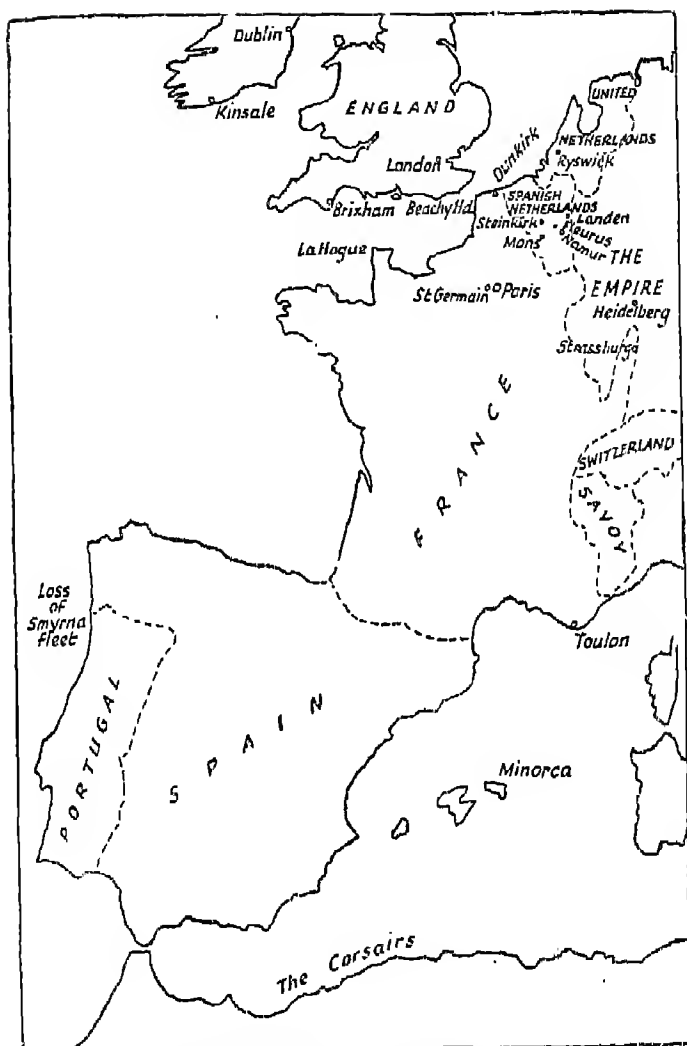 Dublin
Kinsale
ENGLAND
London
Brixham
Beachy Hd
Dunkirk
UNITED
NETHERLANDS
Ryswick
SPANISH
NETHERLANDS
Steinkirk
Landen
Fleurus
Mons
Namur
THE
EMPIRE
La Hogue
St Germain
Paris
Heidelberg
Strassburg
FRANCE
SWITZERLAND
SAVOY
Loss
of
Smyrna
fleet
Toulon
PORTUGAL
SPAIN
Minorca
The Corsairs